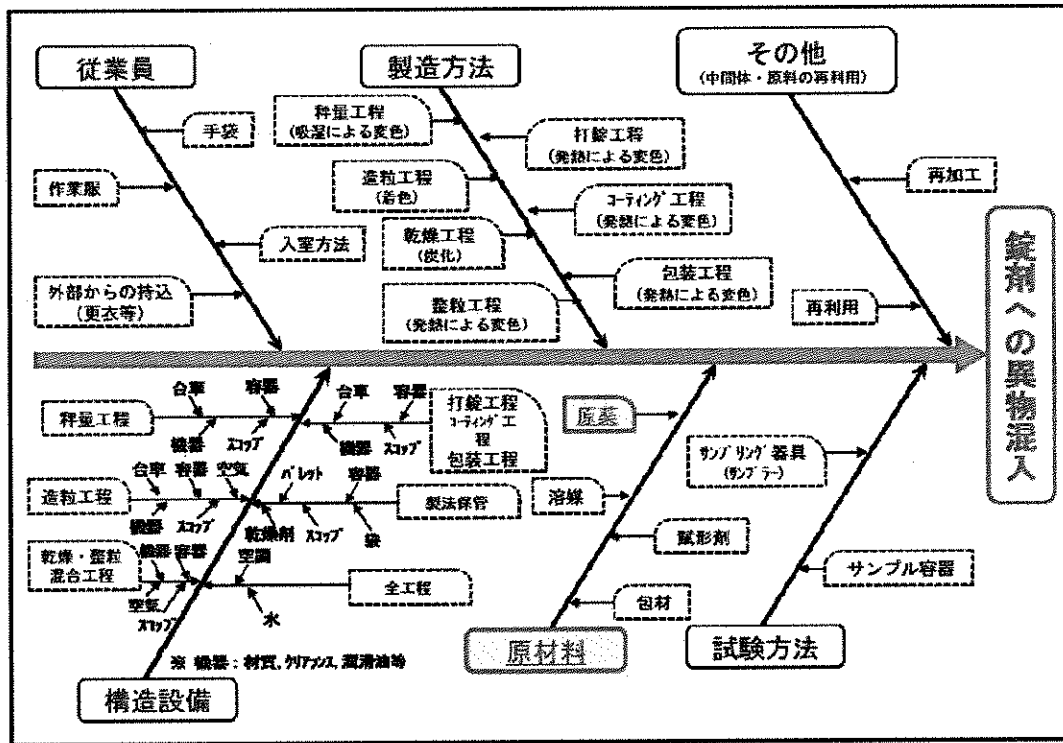 従業員
手袋
作業服
入室方法
外部からの持込
(更衣等)
製造方法
秤量工程
(吸湿による変色)
打錠工程
(発熱による変色)
造粒工程
(着色)
コーティング工程
(発熱による変色)
乾燥工程
(炭化)
包装工程
(発熱による変色)
整粒工程
(発熱による変色)
その他
(中間体・原料の再利用)
再加工
再利用
錠剤への異物混入
秤量工程
台車
容器
機器
スコップ
台車
容器
機器
スコップ
打錠工程
コーティング工
程
包装工程
造粒工程
台車
容器
空気
機器
スコップ
パレット
容器
乾燥剤
スコップ
袋
製法保管
乾燥・整粒
混合工程
機器
容器
空気
スコップ
空調
水
全工程
※ 機器:材質,クリアランス,潤滑油等
構造設備
原薬
溶媒
賦形剤
包材
原材料
サンプリング器具
(サンプラー)
サンプル容器
試験方法